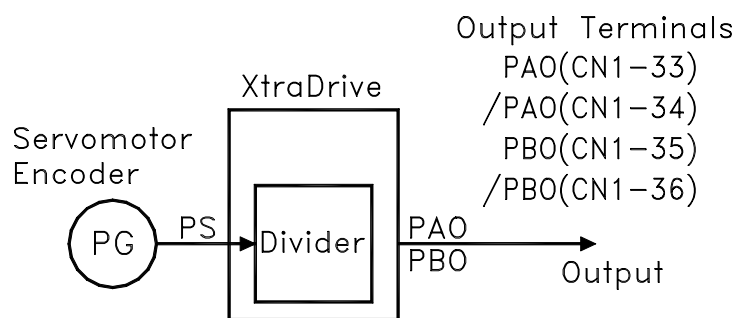 Output Terminals
PAO(CN1-33)
/PAO(CN1-34)
PBO(CN1-35)
/PBO(CN1-36)
XtraDrive
Servomotor
Encoder
PG
PS
Divider
PAO
PBO
Output